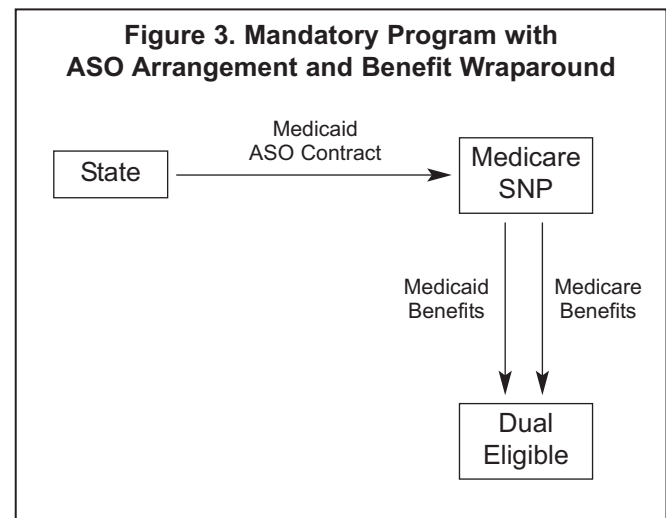 Figure 3. Mandatory Program with
ASO Arrangement and Benefit Wraparound
Medicaid
ASO Contract
State
Medicare
SNP
Medicaid
Benefits
Medicare
Benefits
Dual
Eligible